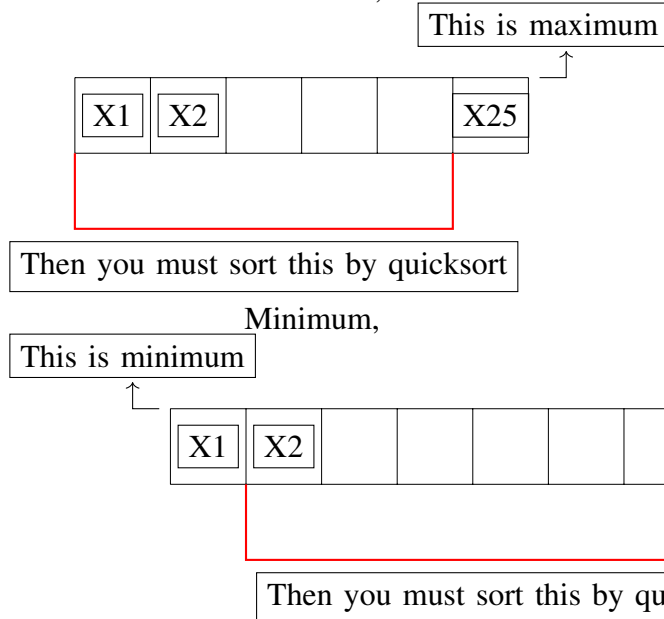 This is maximum
X1 X2 X25
Then you must sort this by quicksort
Minimum,
This is minimum
X1 X2
Then you must sort this by